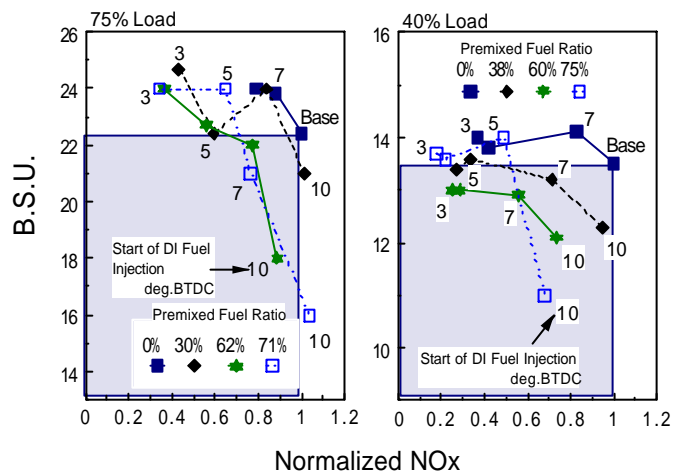 75% Load
26
24
22
20
18
16
14
B.S.U.
3
3
5
7
5
7
Base
10
10
10
Start of DI Fuel
Injection
deg.BTDC
Premixed Fuel Ratio
0% 30% 62% 71%
0 0.2 0.4 0.6 0.8 1 1.2
40% Load
16
14
12
10
Premixed Fuel Ratio
0% 38% 60% 75%
3
3
5
7
Base
3
5
7
7
10
10
10
Start of DI Fuel Injection
deg.BTDC
0 0.2 0.4 0.6 0.8 1 1.2
Normalized NOx